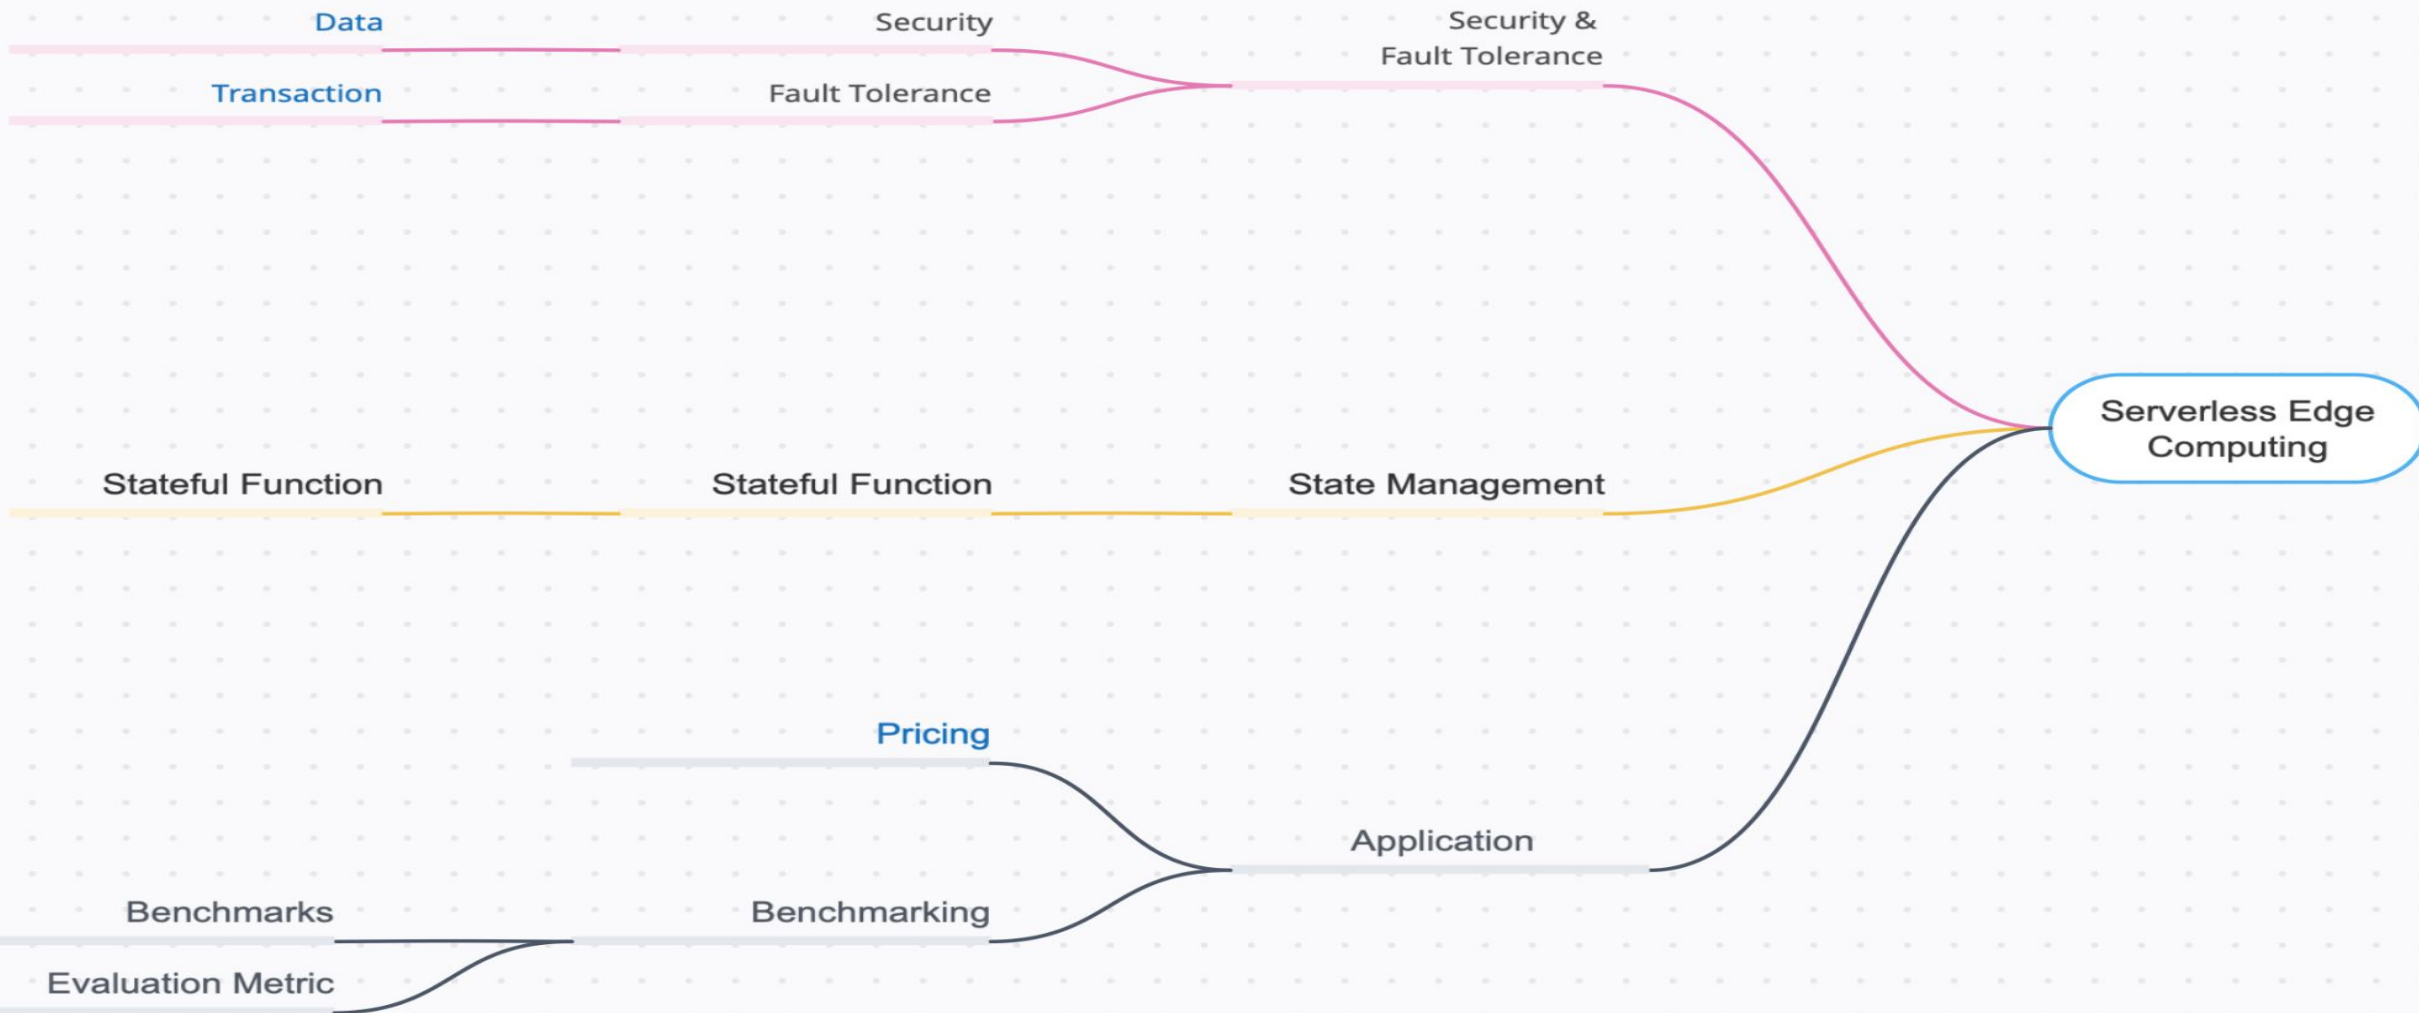 Data
Security
Security &
Fault Tolerance
Transaction
Fault Tolerance
Serverless Edge
Computing
Stateful Function
Stateful Function
State Management
Pricing
Application
Benchmarks
Benchmarking
Evaluation Metric